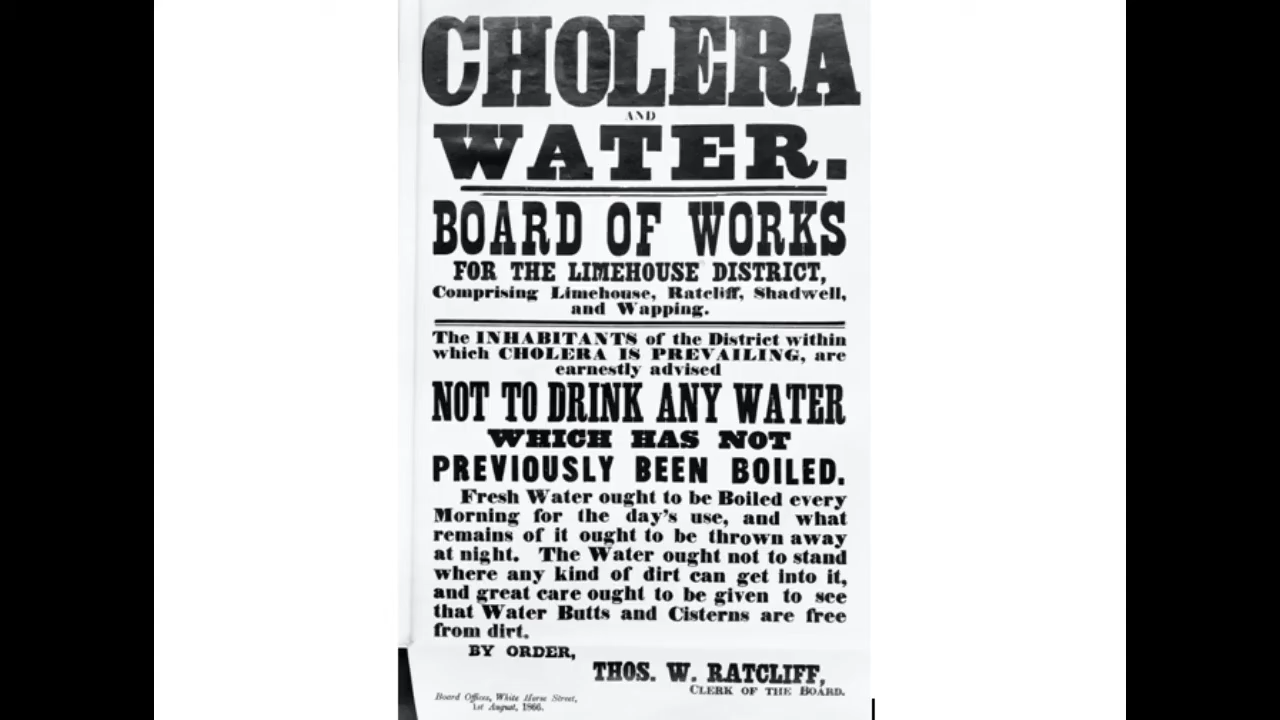 CHOLERA
AND
WATER.
BOARD OF WORKS
FOR THE LIMEHOUSE DISTRICT,
Comprising Limehouse, Ratcliff, Shadwell,
and Wapping.
The INHABITANTS of the District within
which CHOLERA IS PREVAILING, are
earnestly advised
NOT TO DRINK ANY WATER
WHICH HAS NOT
PREVIOUSLY BEEN BOILED.
Fresh Water ought to be Boiled every
Morning for the day's use, and what
remains of it ought to be thrown away
at night. The Water ought not to stand
where any kind of dirt can get into it,
and great care ought to be given to see
that Water Butts and Cisterns are free
from dirt.
BY ORDER,
THOS. W. RATCLIFF,
CLERK OF THE BOARD.
Board Offices, White Horse Street,
1st August, 1866.